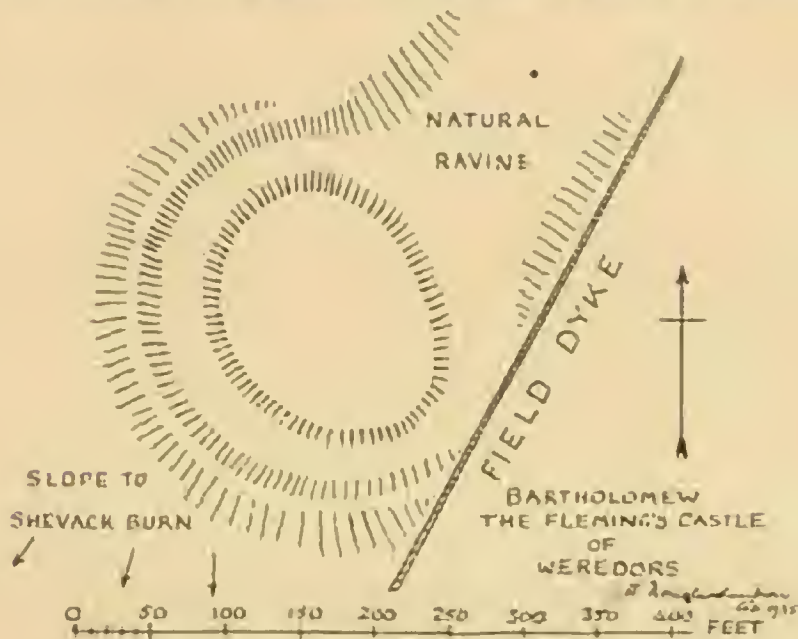 NATURAL
RAVINE
FIELD DYKE
SLOPE TO
SHEVACK BURN
BARTHOLOMEW
THE FLEMING'S CASTLE
OF
WEREDORS
0 50 100 150 200 250 300 350 400
FEET